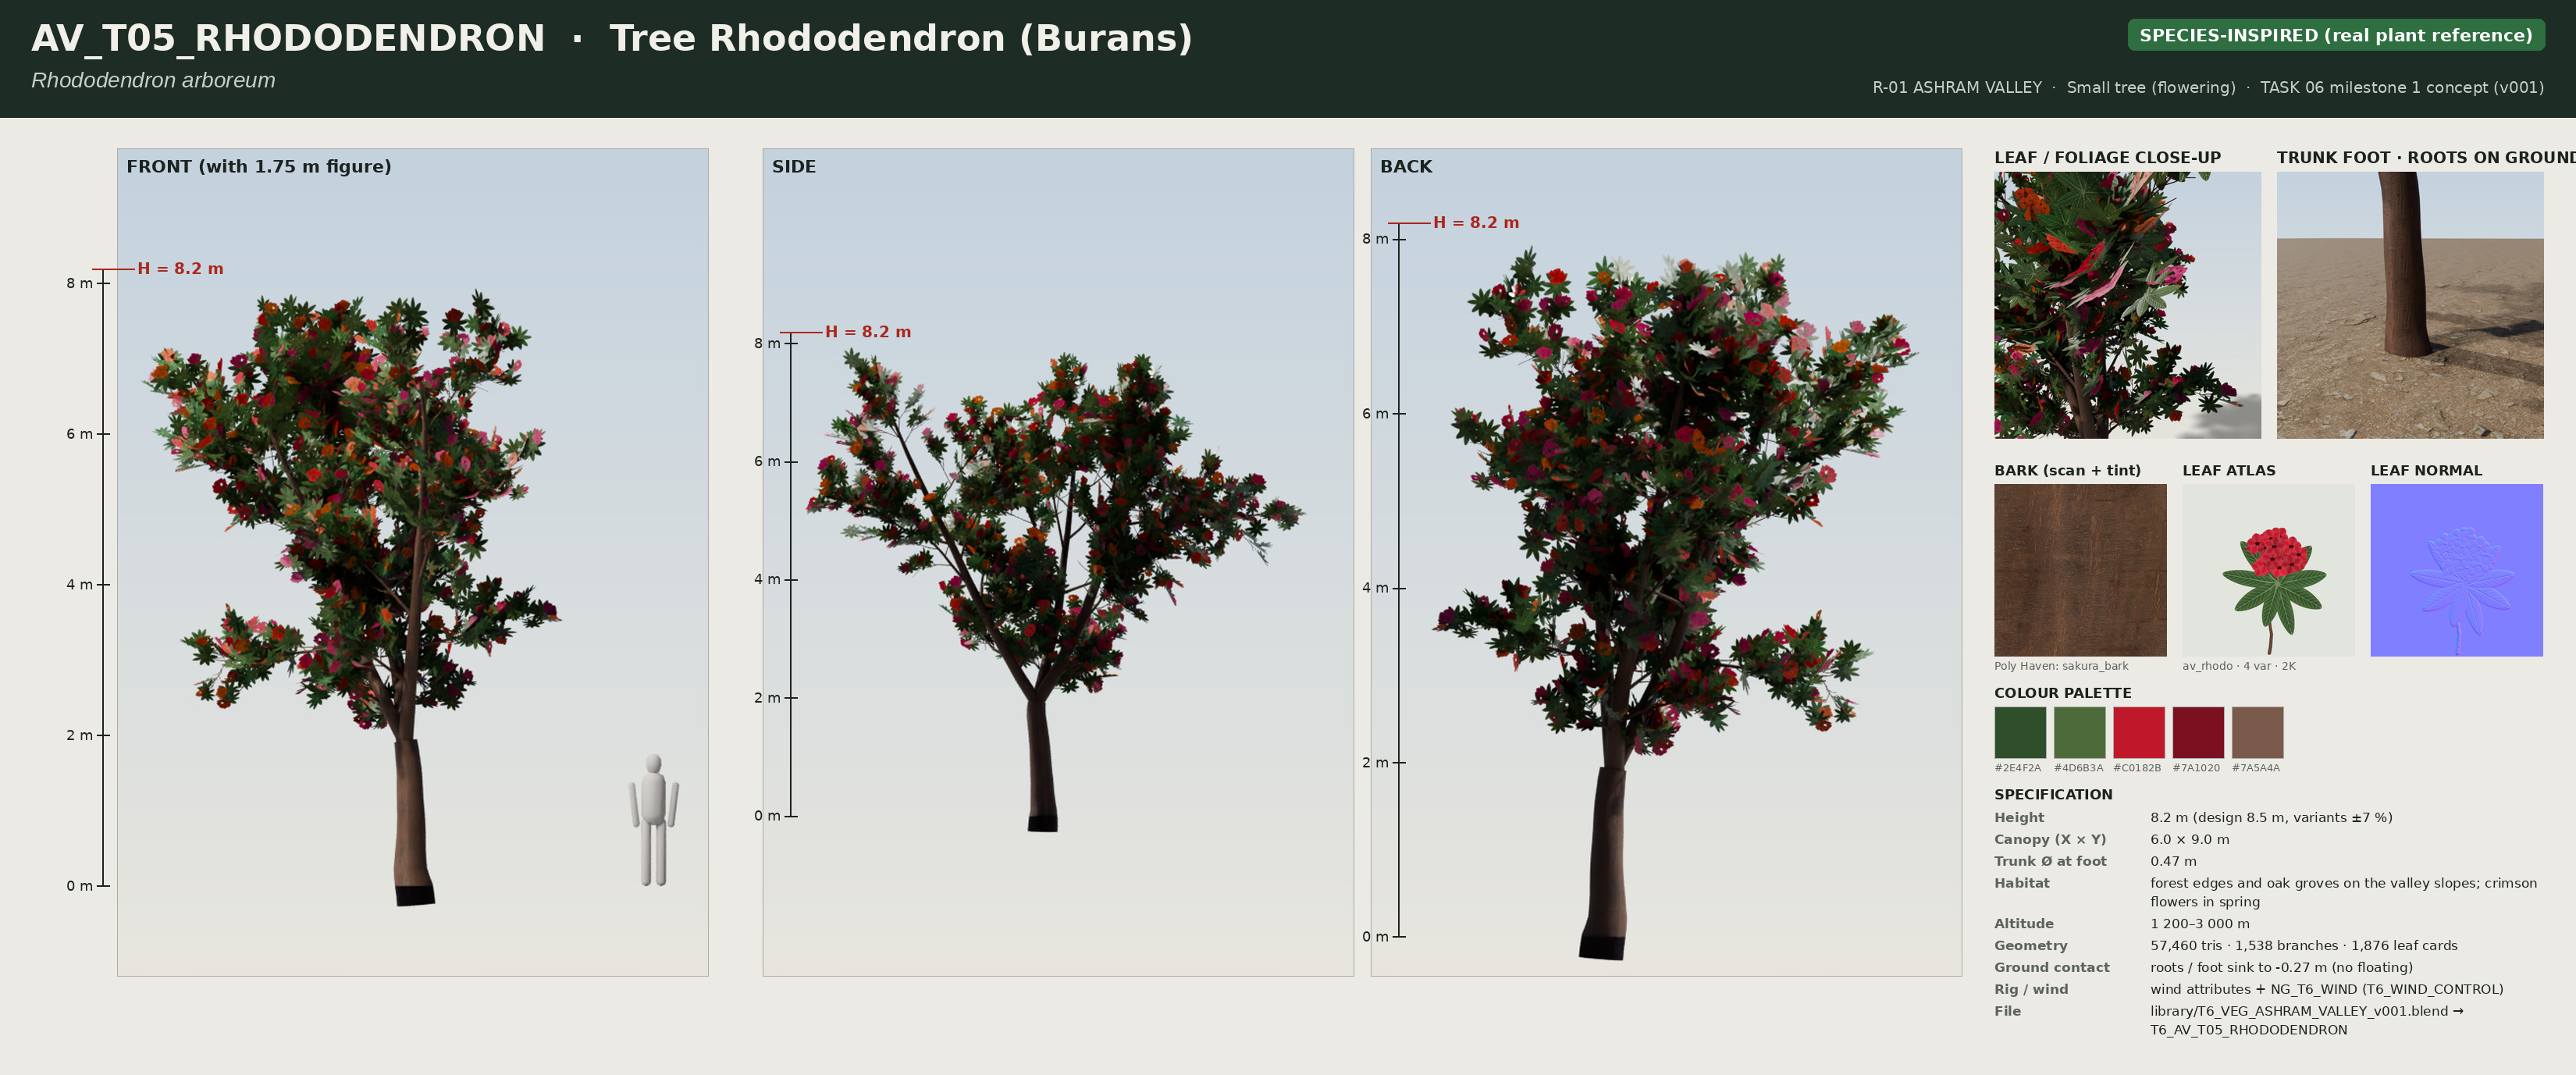 AV_T05_RHODODENDRON · Tree Rhododendron (Burans)
SPECIES-INSPIRED (real plant reference)
Rhododendron arboreum
R-01 ASHRAM VALLEY · Small tree (flowering) · TASK 06 milestone 1 concept (v001)
FRONT (with 1.75 m figure)
H = 8.2 m
8 m
6 m
4 m
2 m
0 m
SIDE
H = 8.2 m
8 m
6 m
4 m
2 m
0 m
BACK
H = 8.2 m
8 m
6 m
4 m
2 m
0 m
LEAF / FOLIAGE CLOSE-UP
TRUNK FOOT · ROOTS ON GROUND
BARK (scan + tint)
LEAF ATLAS
LEAF NORMAL
Poly Haven: sakura_bark
av_rhodo · 4 var · 2K
COLOUR PALETTE
#2E4F2A
#4D6B3A
#C0182B
#7A1020
#7A5A4A
SPECIFICATION
Height 8.2 m (design 8.5 m, variants ±7 %)
Canopy (X × Y) 6.0 × 9.0 m
Trunk Ø at foot 0.47 m
Habitat forest edges and oak groves on the valley slopes; crimson
flowers in spring
Altitude 1 200–3 000 m
Geometry 57,460 tris · 1,538 branches · 1,876 leaf cards
Ground contact roots / foot sink to -0.27 m (no floating)
Rig / wind wind attributes + NG_T6_WIND (T6_WIND_CONTROL)
File library/T6_VEG_ASHRAM_VALLEY_v001.blend →
T6_AV_T05_RHODODENDRON